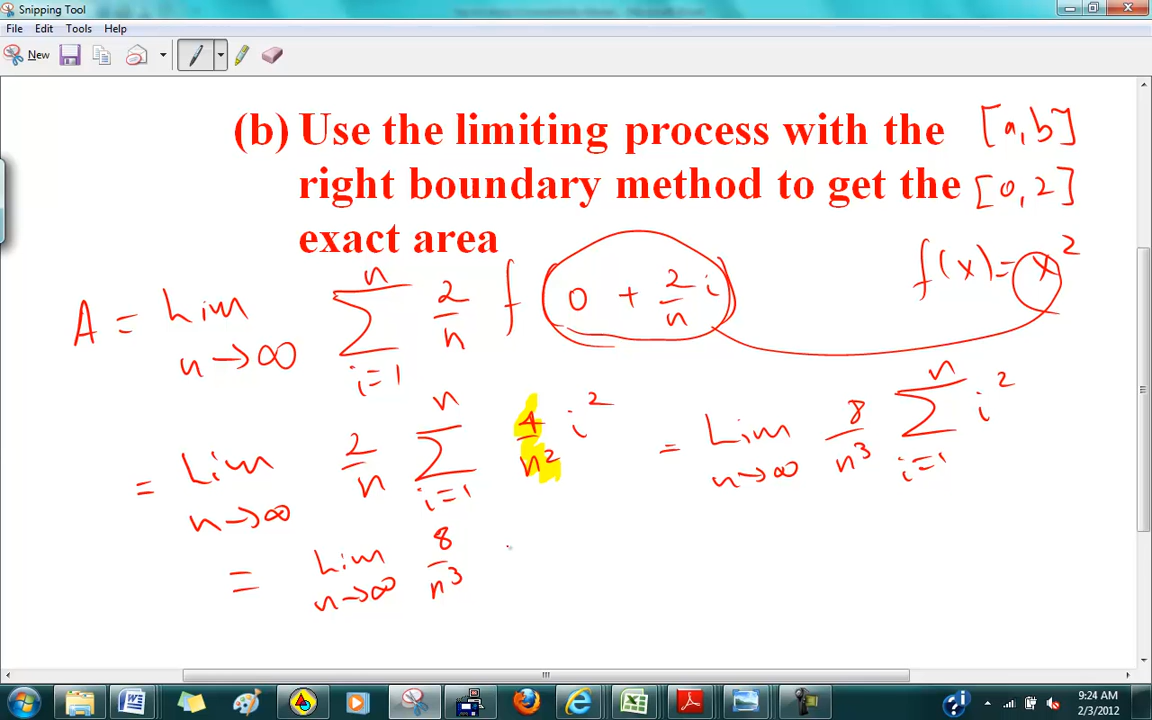 Snipping Tool
File Edit Tools Help
New
(b) Use the limiting process with the
right boundary method to get the
exact area
[a,b]
[0,2]
f(x)=x²
A = Lim n→∞ ∑ i=1 n 2/n f (0 + 2/n i)
= Lim n→∞ 2/n ∑ i=1 n 4/n² i² = Lim n→∞ 8/n³ ∑ i=1 n i²
= Lim n→∞ 8/n³
9:24 AM
2/3/2012